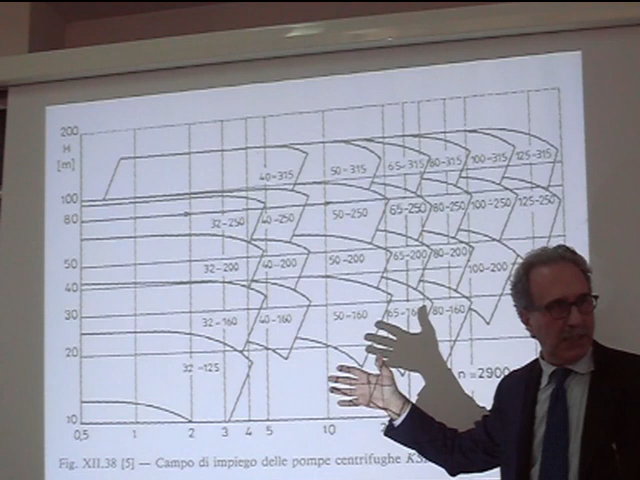 200
H
[m]
40-315 50-315 65-315 80-315 100-315 125-315
100
80
32-250 40-250 50-250 65-250 80-250 100-250 125-250
50
32-200 40-200 50-200 65-200 80-200 100-200
40
30
32-160 40-160 50-160 65-160 80-160
20
32-125
n=2900
10
0,5 1 2 3 4 5 10
Fig. XII.38 [5] — Campo di impiego delle pompe centrifughe